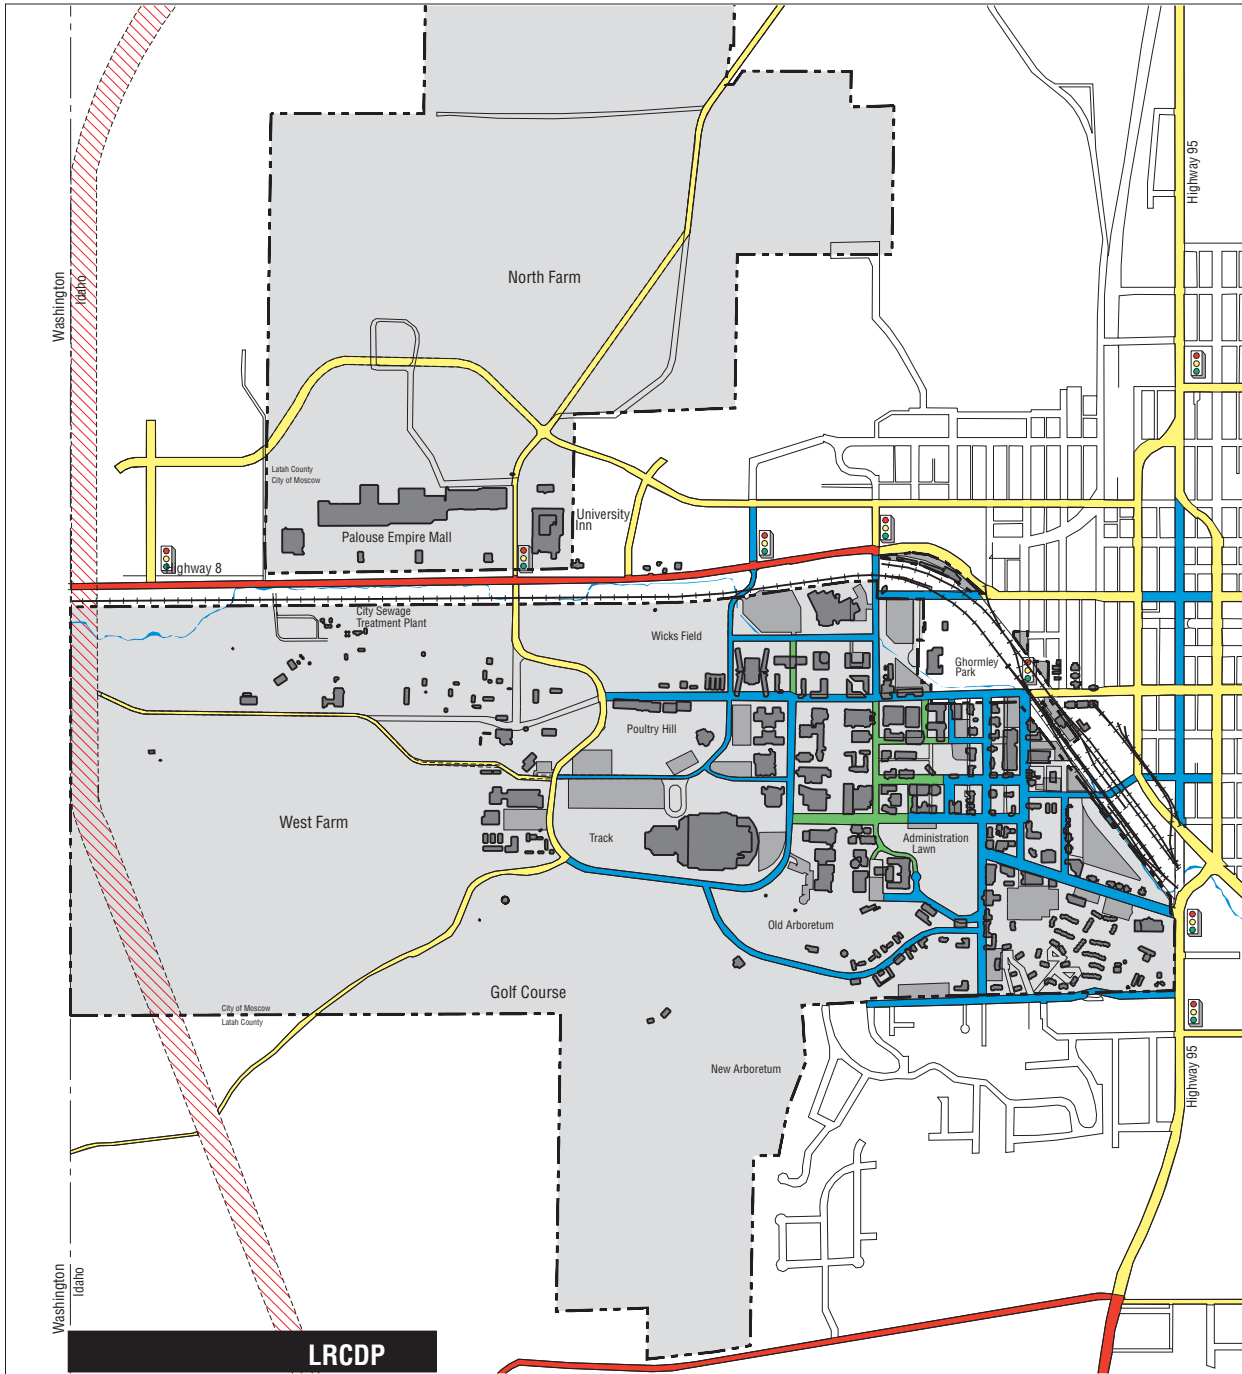 Highway 95
North Farm
Washington
Idaho
Latah County
City of Moscow
University
Inn
Palouse Empire Mall
Highway 8
City Sewage
Treatment Plant
Wicks Field
Ghormley
Park
Poultry Hill
West Farm
Track
Administration
Lawn
Old Arboretum
Golf Course
City of Moscow
Latah County
New Arboretum
Highway 95
Washington
Idaho
LRCDP